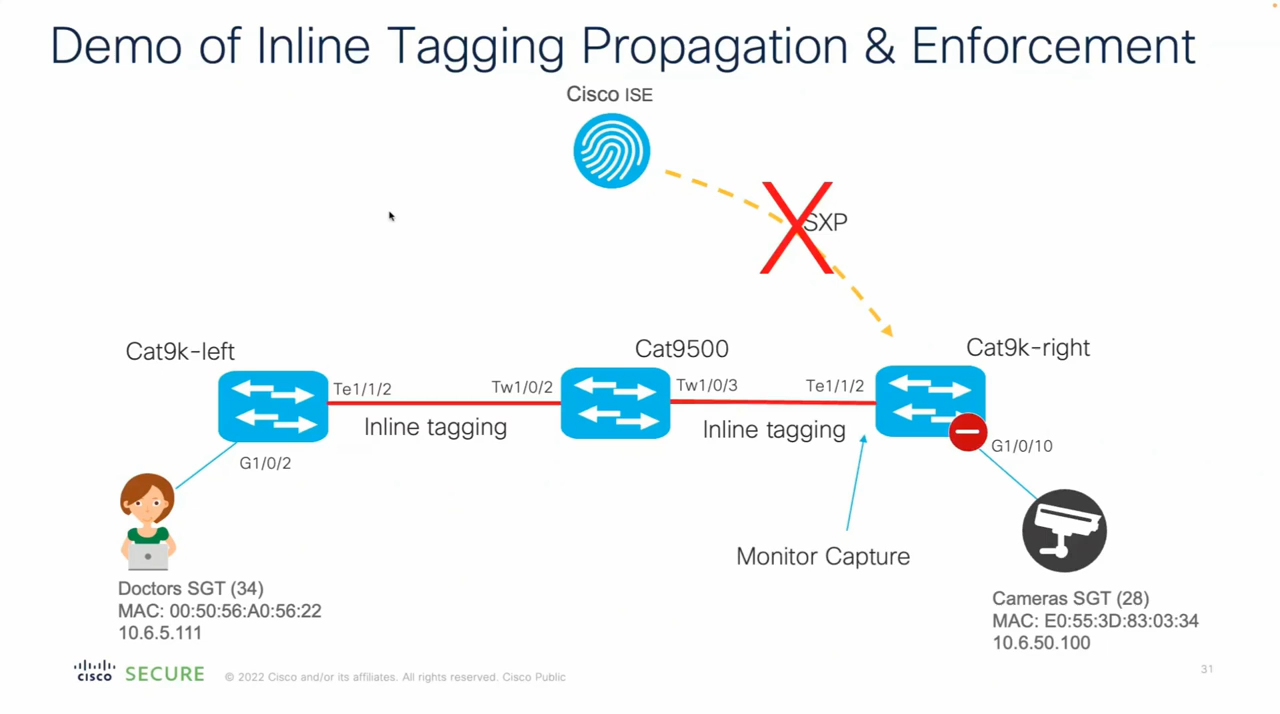 Demo of Inline Tagging Propagation & Enforcement
Cisco ISE
SXP
Cat9k-left
Cat9500
Cat9k-right
Te1/1/2
Tw1/0/2
Tw1/0/3
Te1/1/2
Inline tagging
Inline tagging
G1/0/2
G1/0/10
Monitor Capture
Doctors SGT (34)
MAC: 00:50:56:A0:56:22
10.6.5.111
Cameras SGT (28)
MAC: E0:55:3D:83:03:34
10.6.50.100
cisco SECURE
© 2022 Cisco and/or its affiliates. All rights reserved. Cisco Public
31